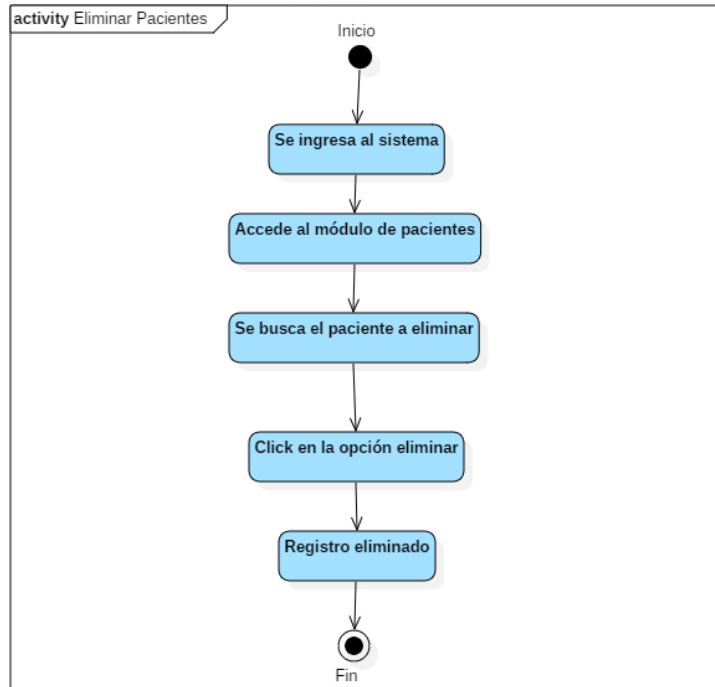 activity Eliminar Pacientes
Inicio
Se ingresa al sistema
Accede al módulo de pacientes
Se busca el paciente a eliminar
Click en la opción eliminar
Registro eliminado
Fin